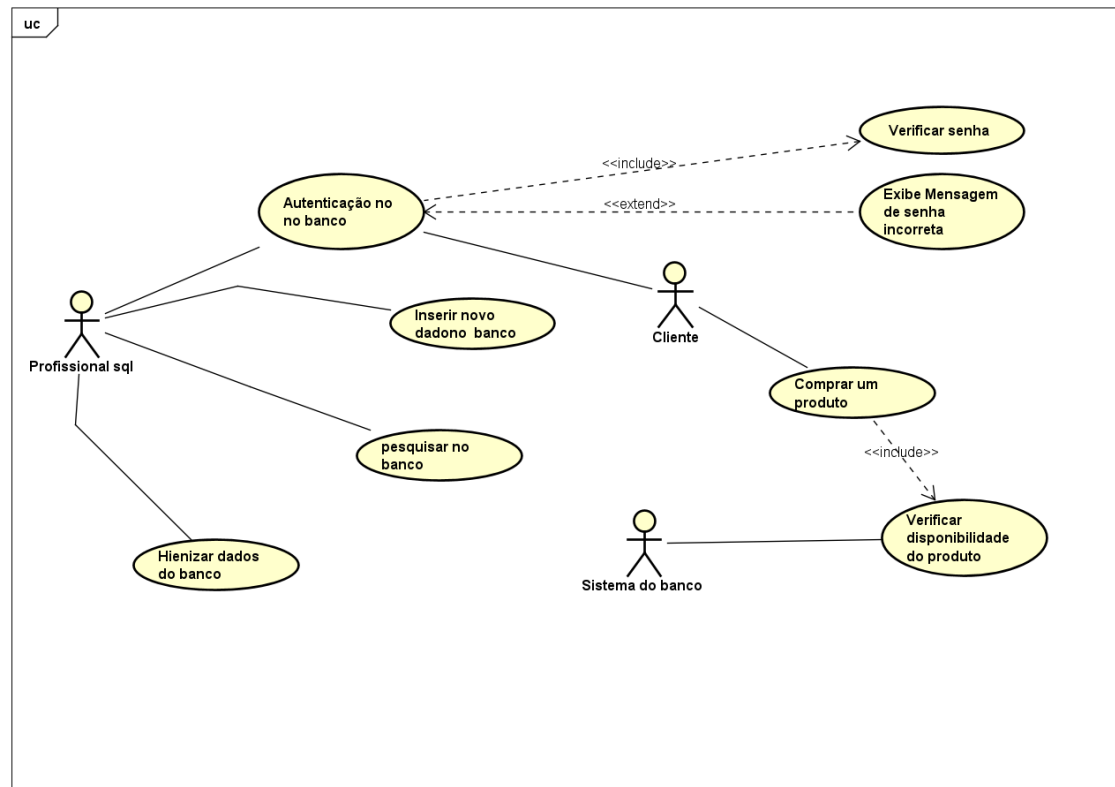 uc
Verificar senha
<<include>>
Autenticação no
no banco
Exibe Mensagem
de senha
incorreta
<<extend>>
Inserir novo
dadono  banco
Cliente
Profissional sql
Comprar um
produto
pesquisar no
banco
<<include>>
Verificar
disponibilidade
do produto
Hienizar dados
do banco
Sistema do banco